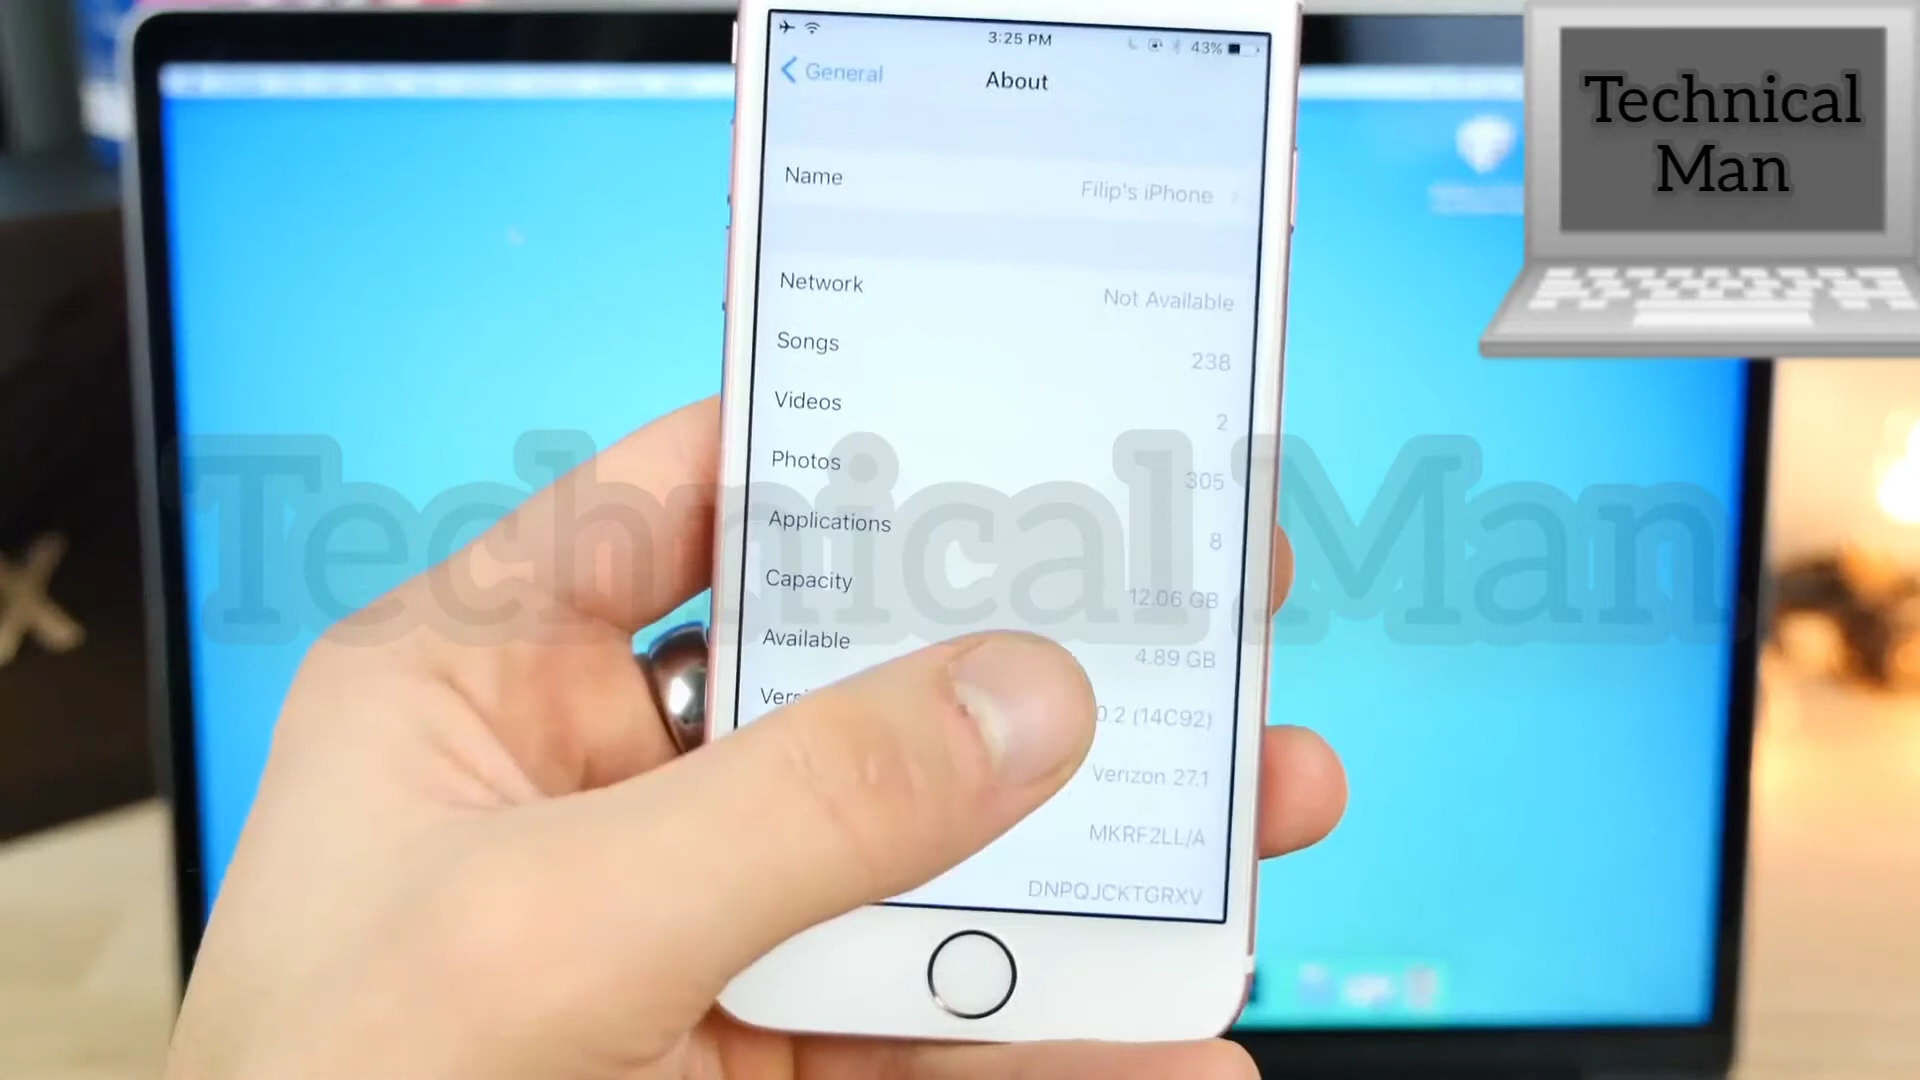 3:25 PM
43%
General
About
Name
Filip's iPhone
Network
Not Available
Songs
238
Videos
2
Photos
305
Applications
8
Capacity
12.06 GB
Available
4.89 GB
Vers
0.2 (14C92)
Verizon 27.1
MKRF2LL/A
DNPQJCKTGRXV
Technical
Man
Technical Man
X